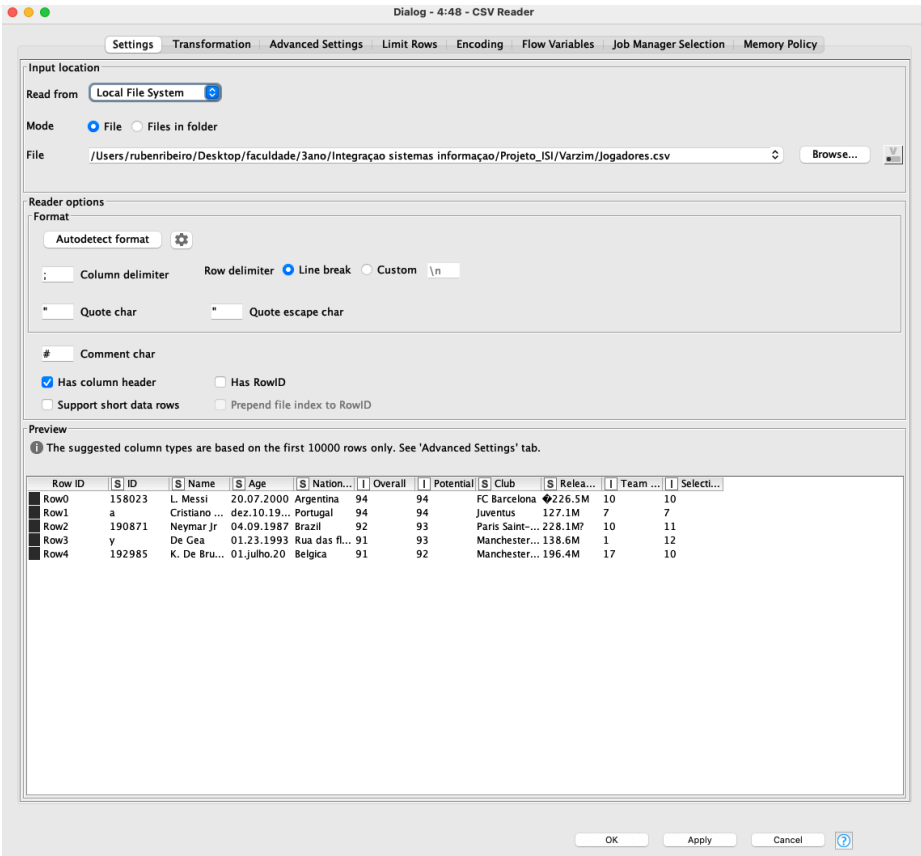 Dialog - 4:48 - CSV Reader
Settings Transformation Advanced Settings Limit Rows Encoding Flow Variables Job Manager Selection Memory Policy
Input location
Read from Local File System
Mode File Files in folder
File /Users/rubenribeiro/Desktop/faculdade/3ano/Integraçao sistemas informaçao/Projeto_ISI/Varzim/Jogadores.csv Browse... V
Reader options
Format
Autodetect format
; Column delimiter Row delimiter Line break Custom \n
" Quote char " Quote escape char
# Comment char
Has column header Has RowID
Support short data rows Prepend file index to RowID
Preview
i The suggested column types are based on the first 10000 rows only. See 'Advanced Settings' tab.
Row ID S ID S Name S Age S Nation... I Overall I Potential S Club S Relea... I Team ... I Selecti...
Row0 158023 L. Messi 20.07.2000 Argentina 94 94 FC Barcelona �226.5M 10 10
Row1 a Cristiano ... dez.10.19... Portugal 94 94 Juventus 127.1M 7 7
Row2 190871 Neymar Jr 04.09.1987 Brazil 92 93 Paris Saint-... 228.1M? 10 11
Row3 y De Gea 01.23.1993 Rua das fl... 91 93 Manchester... 138.6M 1 12
Row4 192985 K. De Bru... 01.julho.20 Belgica 91 92 Manchester... 196.4M 17 10
OK Apply Cancel ?